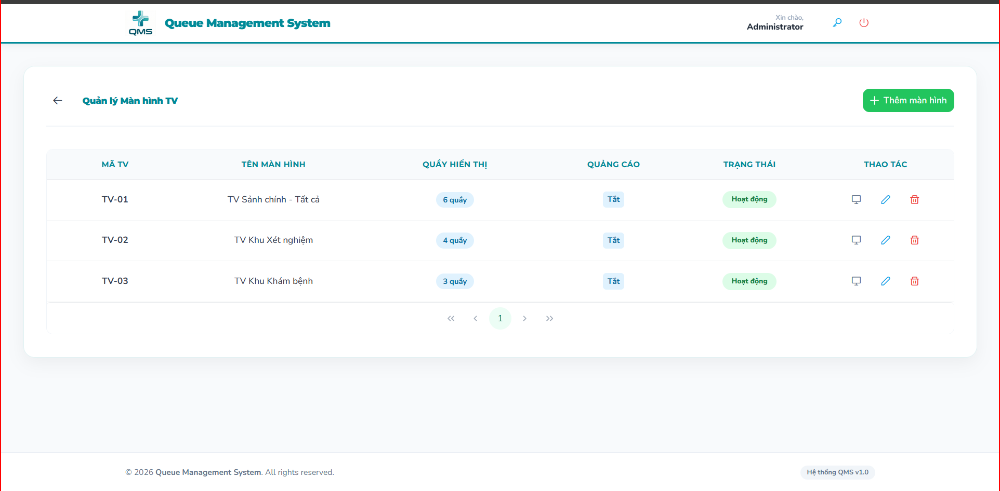 QMS
Queue Management System
Xin chào,
Administrator
Quản lý Màn hình TV
Thêm màn hình
MÃ TV TÊN MÀN HÌNH QUẦY HIỂN THỊ QUẢNG CÁO TRẠNG THÁI THAO TÁC
TV-01 TV Sảnh chính - Tất cả 6 quầy Tắt Hoạt động
TV-02 TV Khu Xét nghiệm 4 quầy Tắt Hoạt động
TV-03 TV Khu Khám bệnh 3 quầy Tắt Hoạt động
1
© 2026 Queue Management System. All rights reserved.
Hệ thống QMS v1.0